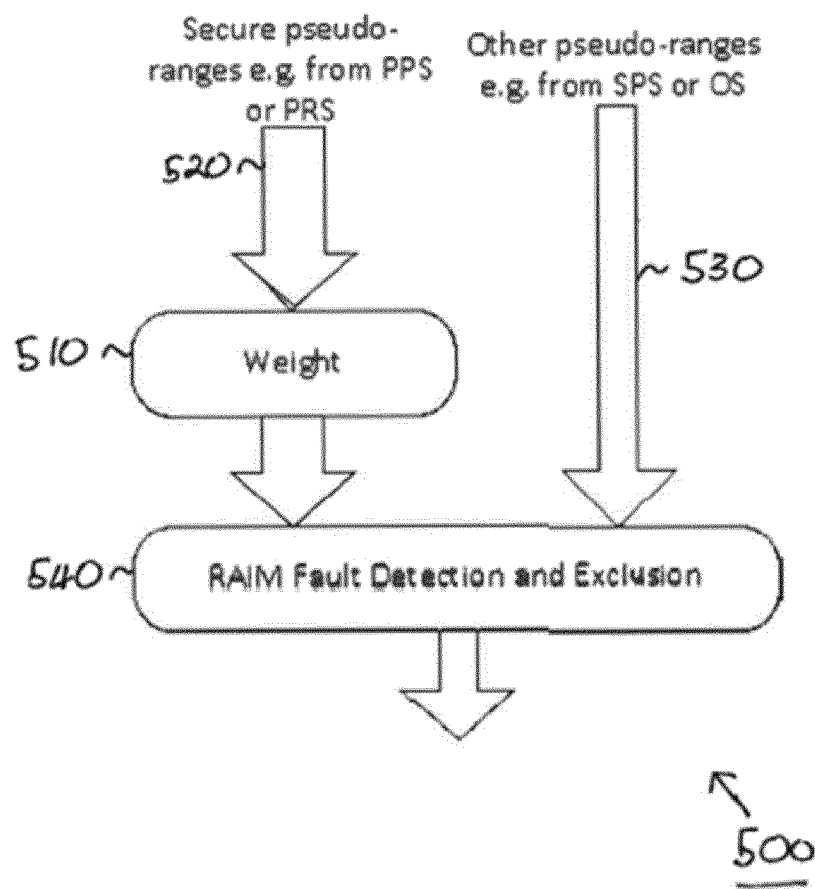 Secure pseudo-
ranges e.g. from PPS
or PRS
Other pseudo-ranges
e.g. from SPS or OS
520
530
510
Weight
540
RAIM Fault Detection and Exclusion
500